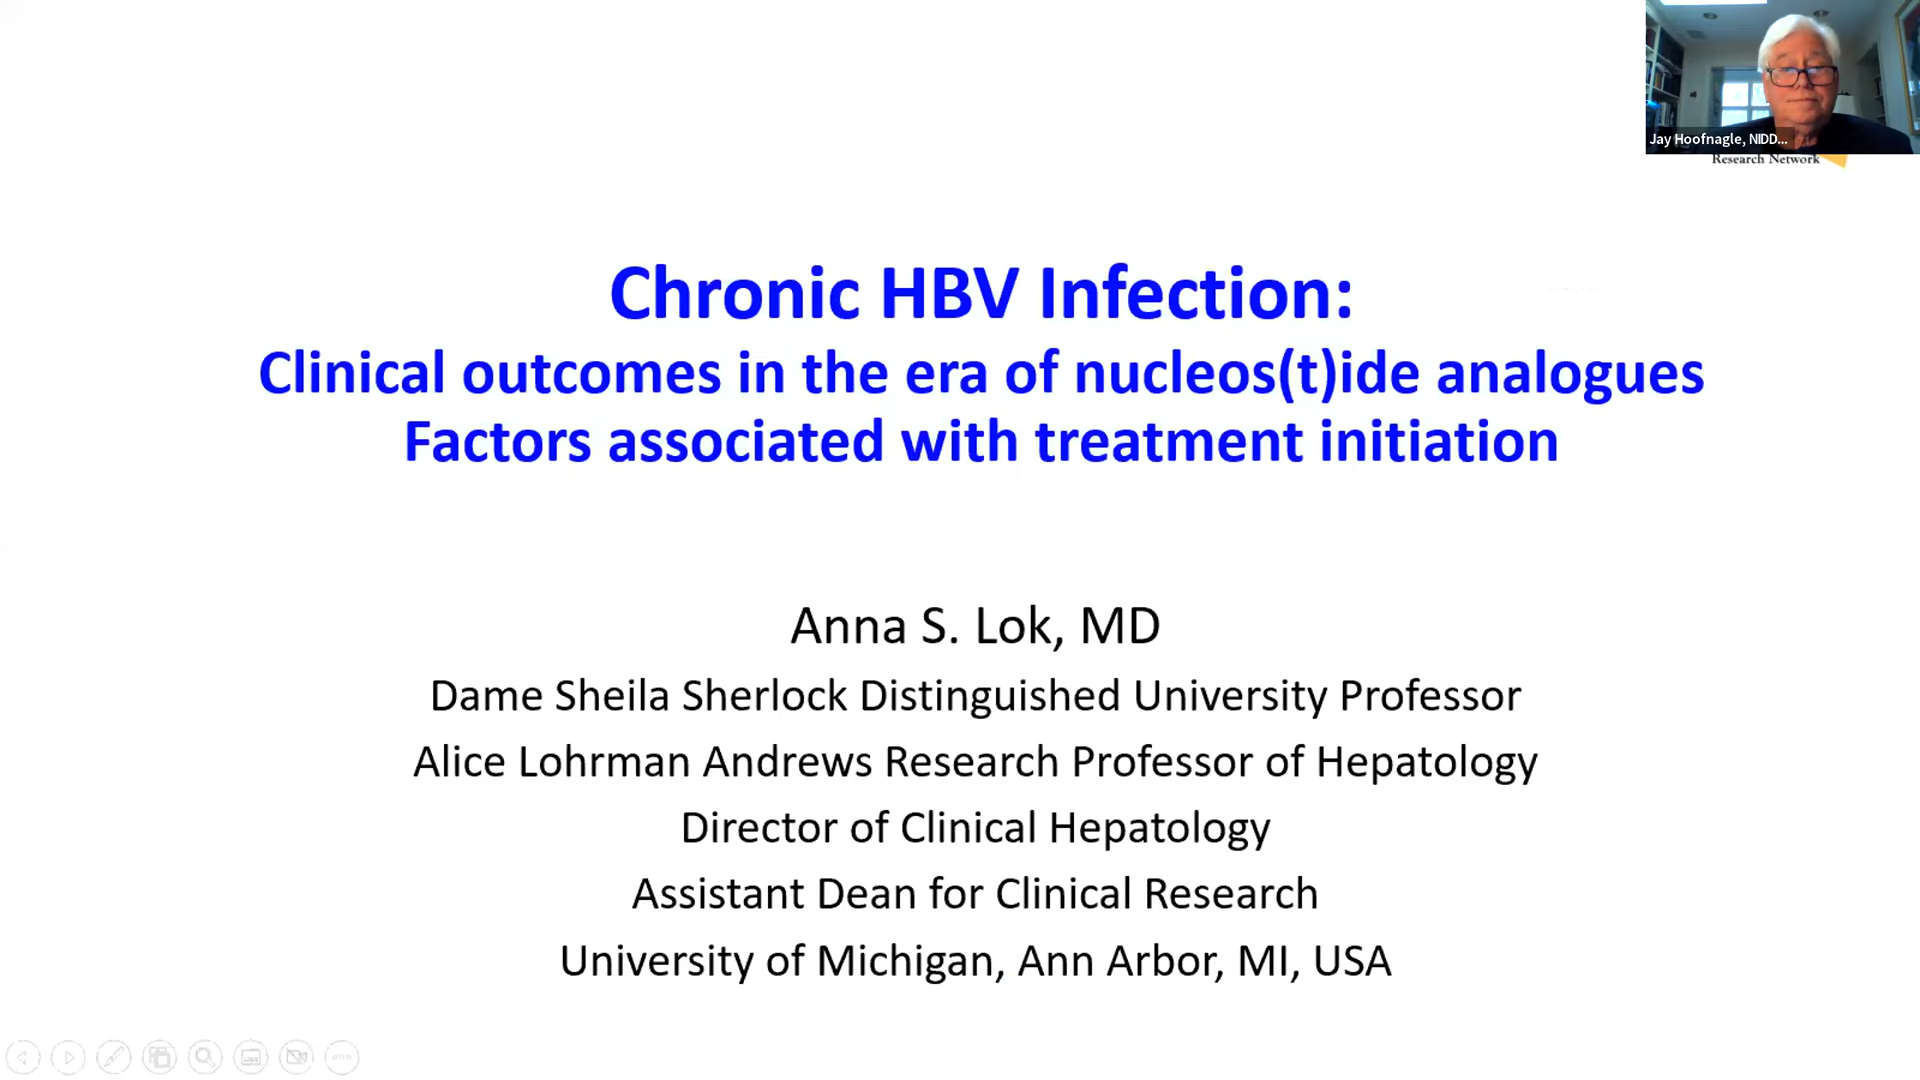 Jay Hoofnagle, NIDD...
Research Network
Chronic HBV Infection:
Clinical outcomes in the era of nucleos(t)ide analogues
Factors associated with treatment initiation
Anna S. Lok, MD
Dame Sheila Sherlock Distinguished University Professor
Alice Lohrman Andrews Research Professor of Hepatology
Director of Clinical Hepatology
Assistant Dean for Clinical Research
University of Michigan, Ann Arbor, MI, USA